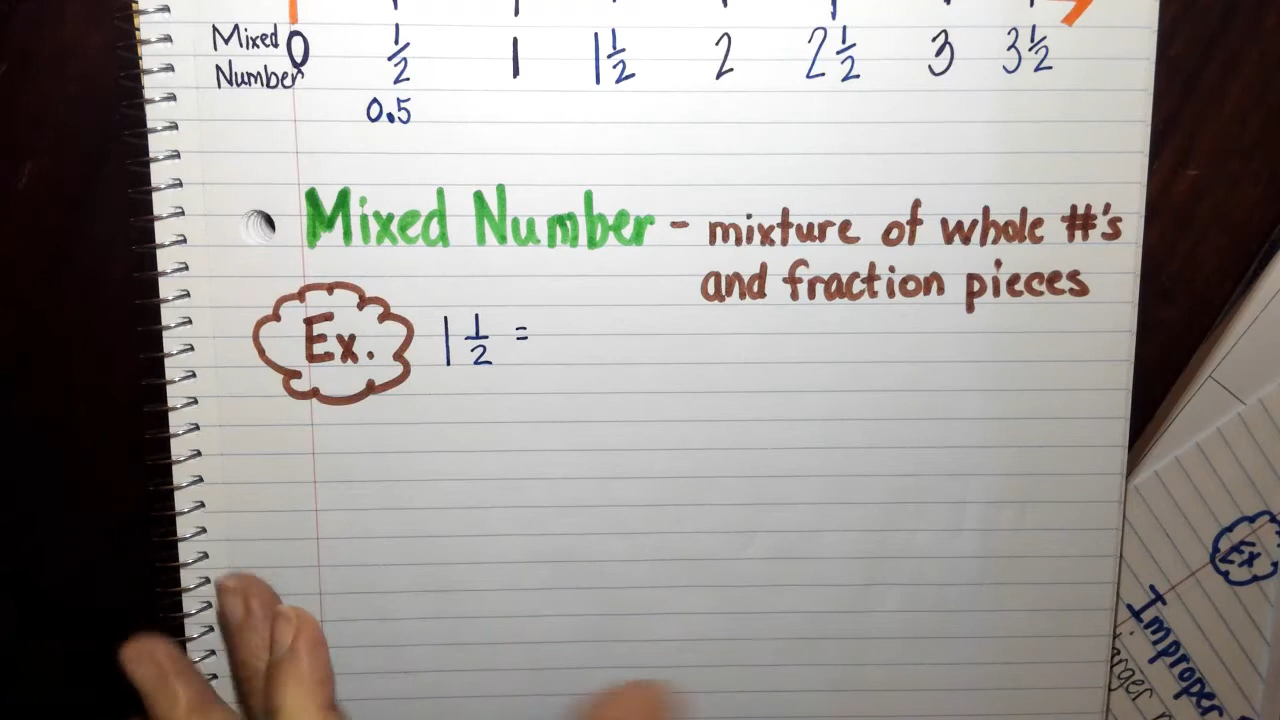 Mixed Number 0 1/2 1 1 1/2 2 2 1/2 3 3 1/2
0.5
Mixed Number - mixture of whole #'s
and fraction pieces
Ex. 1 1/2 =
Ex
Improper
larger